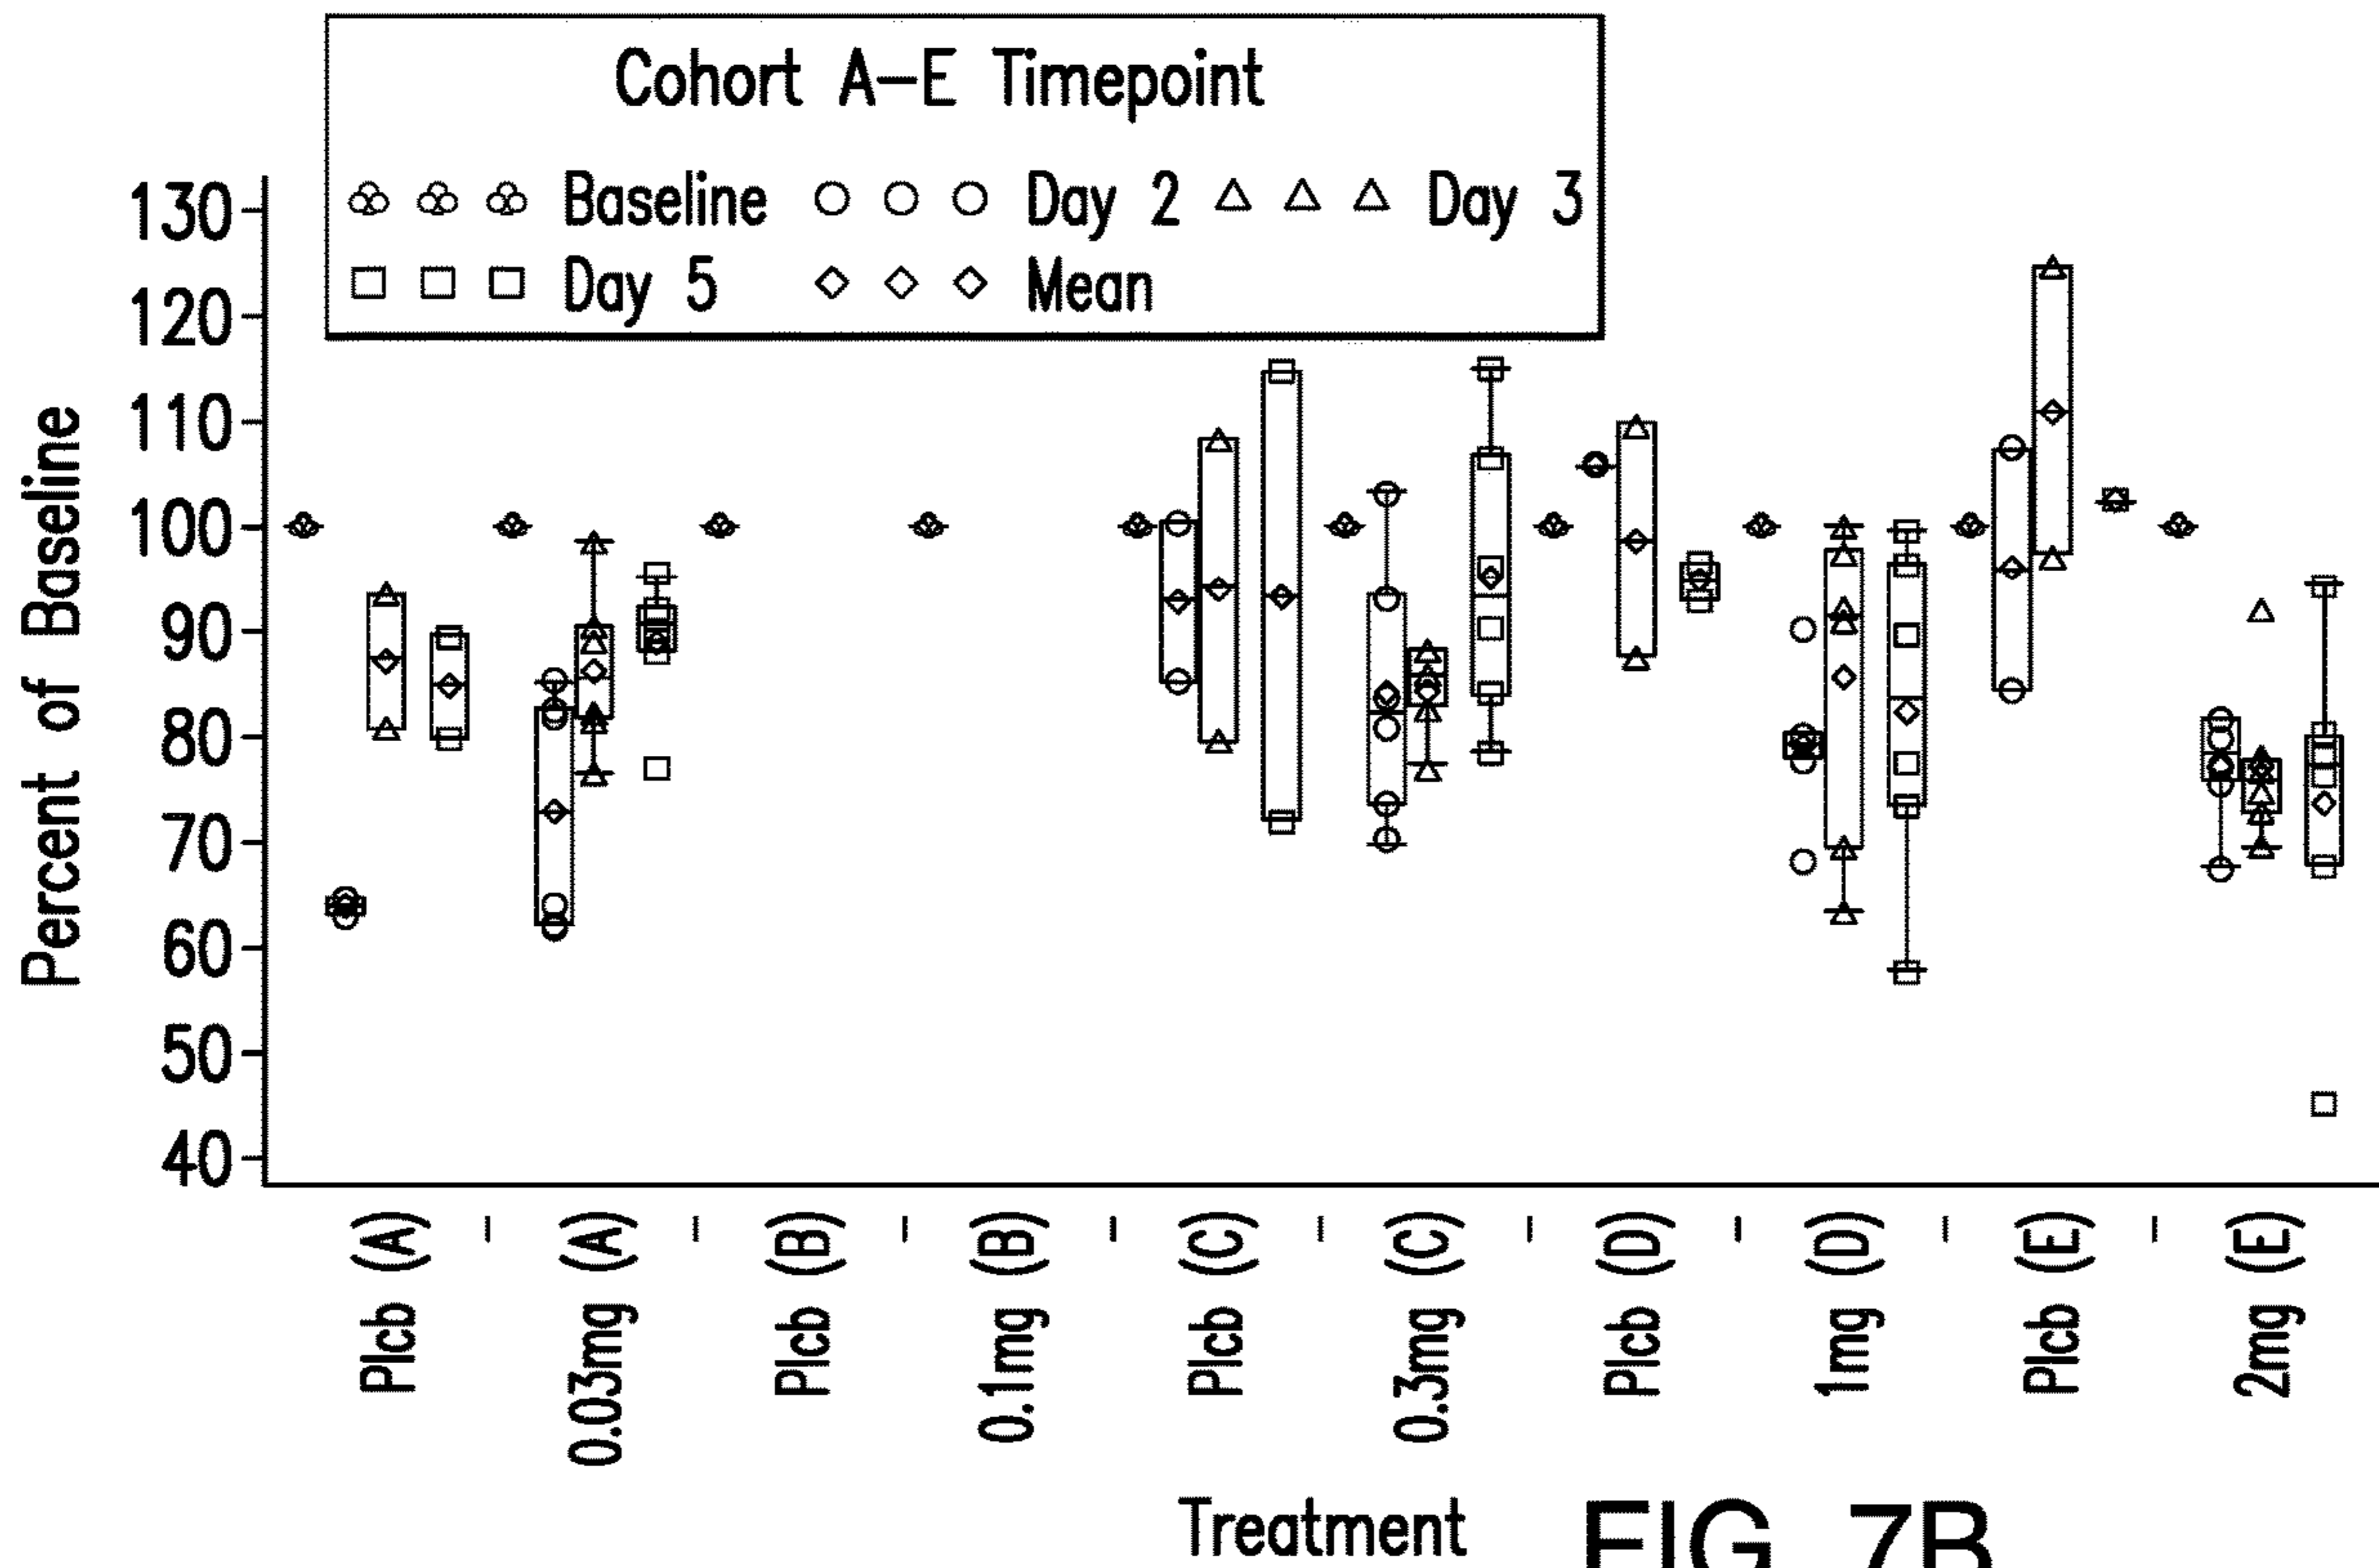 Cohort A–E Timepoint
Baseline Day 2 Day 3
Day 5 Mean
Percent of Baseline
130
120
110
100
90
80
70
60
50
40
Plcb (A)
0.03mg (A)
Plcb (B)
0.1mg (B)
Plcb (C)
0.3mg (C)
Plcb (D)
1mg (D)
Plcb (E)
2mg (E)
Treatment
FIG. 7B